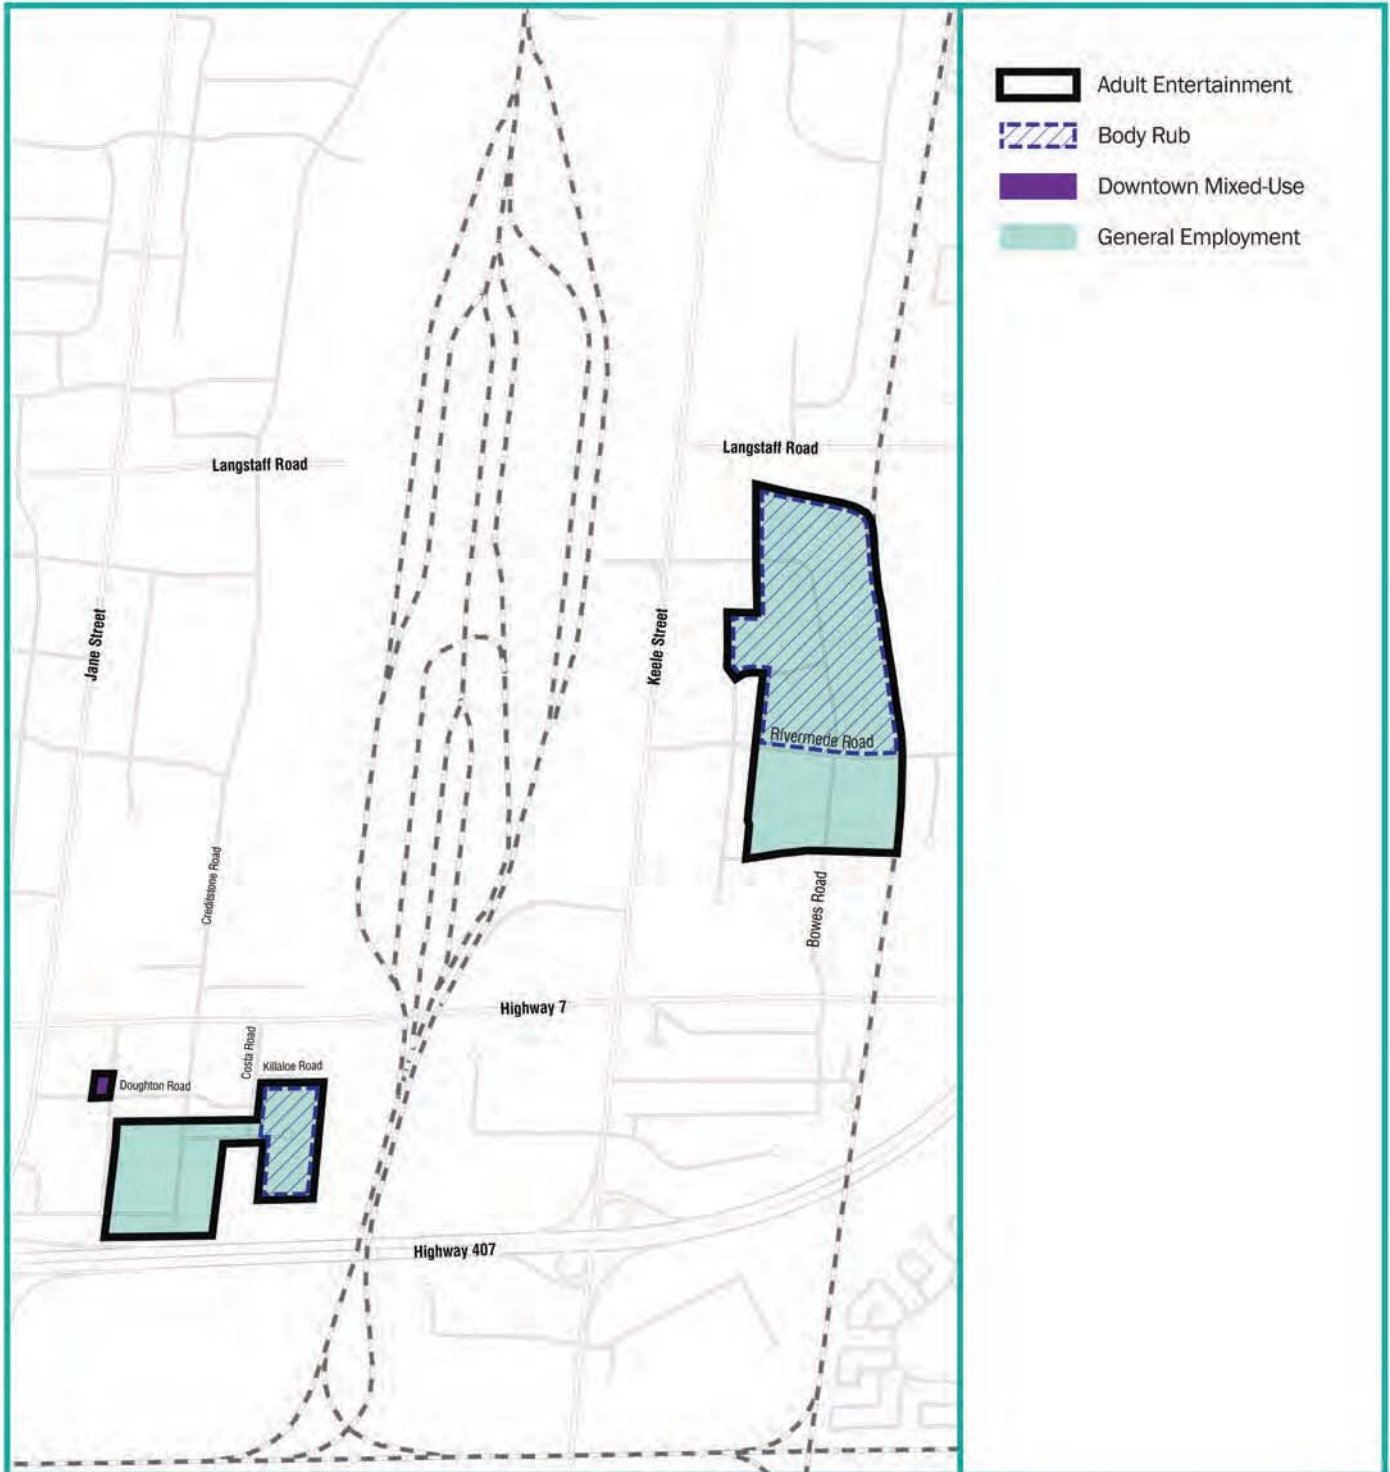 Adult Entertainment
Body Rub
Downtown Mixed-Use
General Employment
Langstaff Road
Langstaff Road
Jane Street
Keele Street
Rivermede Road
Creditstone Road
Bowes Road
Highway 7
Costa Road
Killaloe Road
Doughton Road
Highway 407